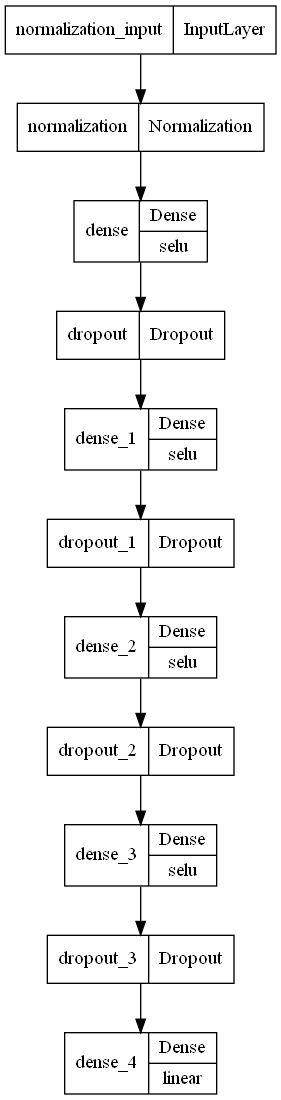 normalization_input InputLayer
normalization Normalization
dense Dense
selu
dropout Dropout
dense_1 Dense
selu
dropout_1 Dropout
dense_2 Dense
selu
dropout_2 Dropout
dense_3 Dense
selu
dropout_3 Dropout
dense_4 Dense
linear